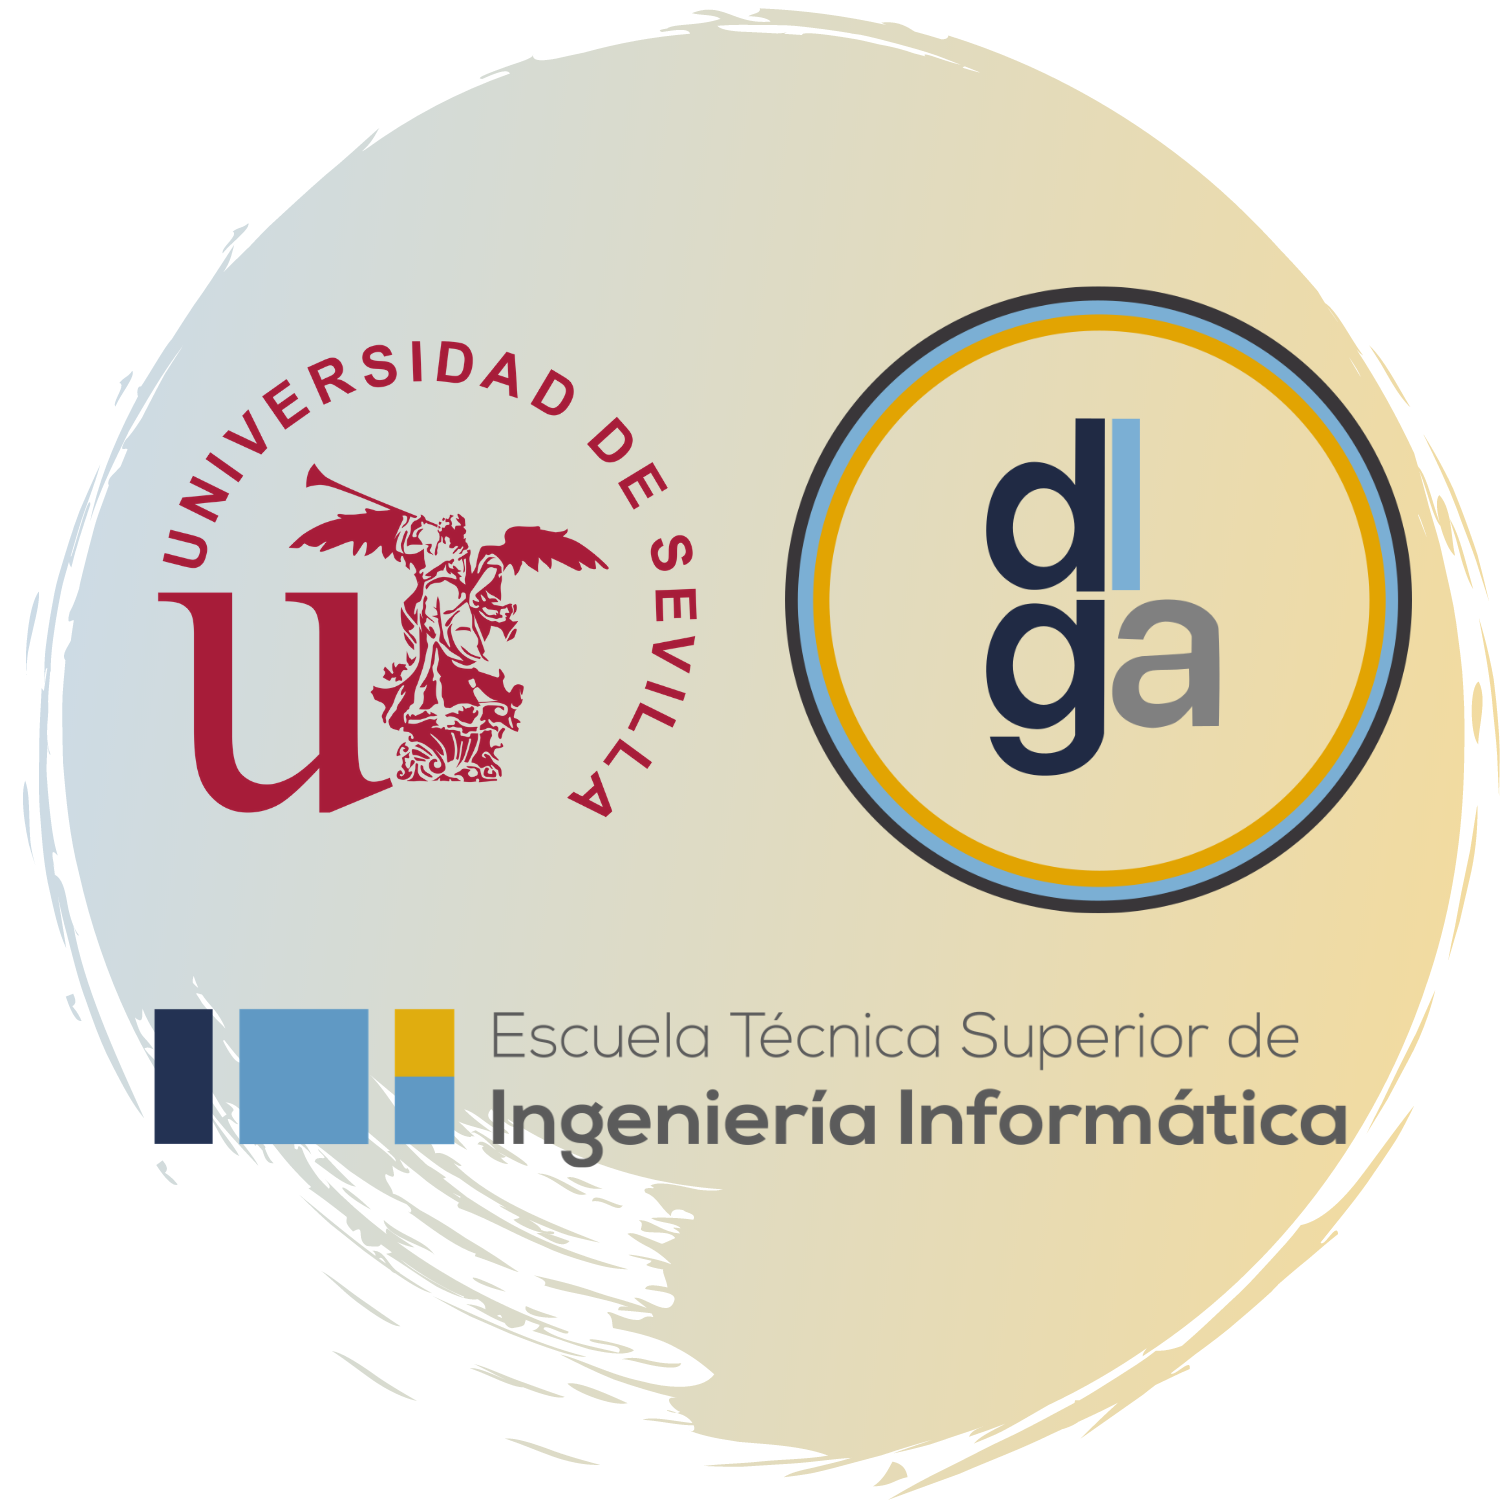 UNIVERSIDAD DE SEVILLA
u
dl
ga
Escuela Técnica Superior de
Ingeniería Informática